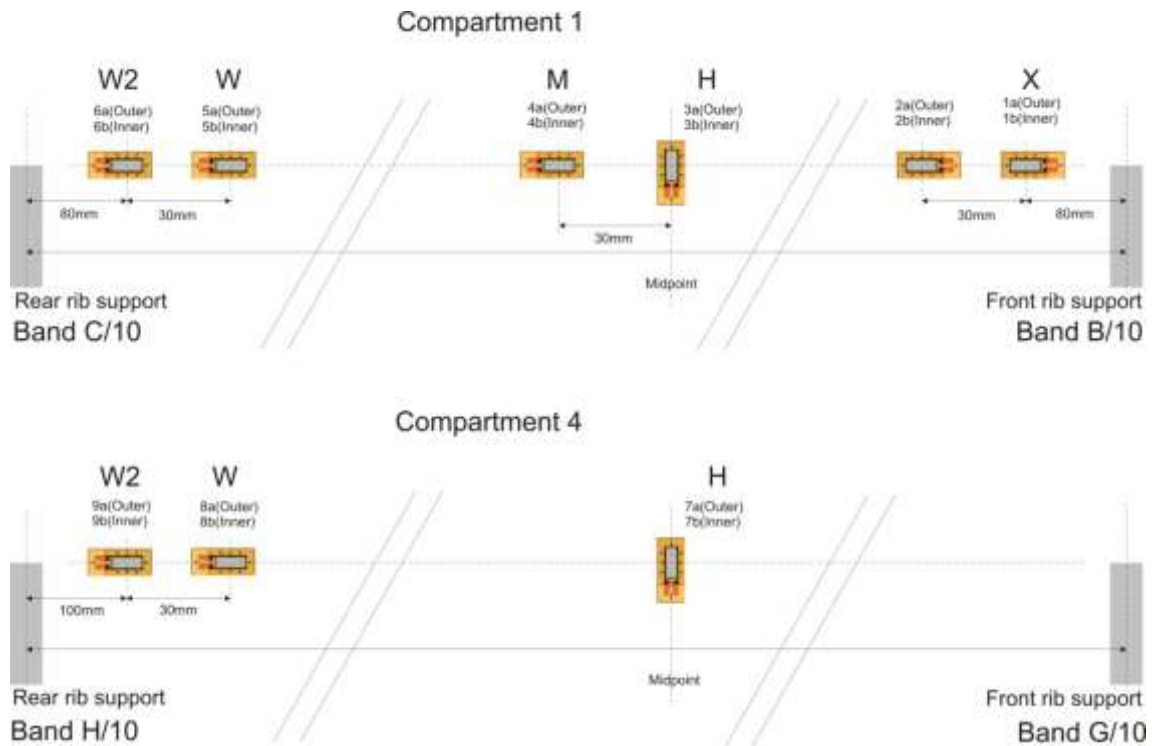 Compartment 1
W2
W
M
H
X
6a(Outer)
6b(Inner)
5a(Outer)
5b(Inner)
4a(Outer)
4b(Inner)
3a(Outer)
3b(Inner)
2a(Outer)
2b(Inner)
1a(Outer)
1b(Inner)
80mm
30mm
30mm
30mm
80mm
Midpoint
Rear rib support
Band C/10
Front rib support
Band B/10
Compartment 4
W2
W
H
9a(Outer)
9b(Inner)
8a(Outer)
8b(Inner)
7a(Outer)
7b(Inner)
100mm
30mm
Midpoint
Rear rib support
Band H/10
Front rib support
Band G/10